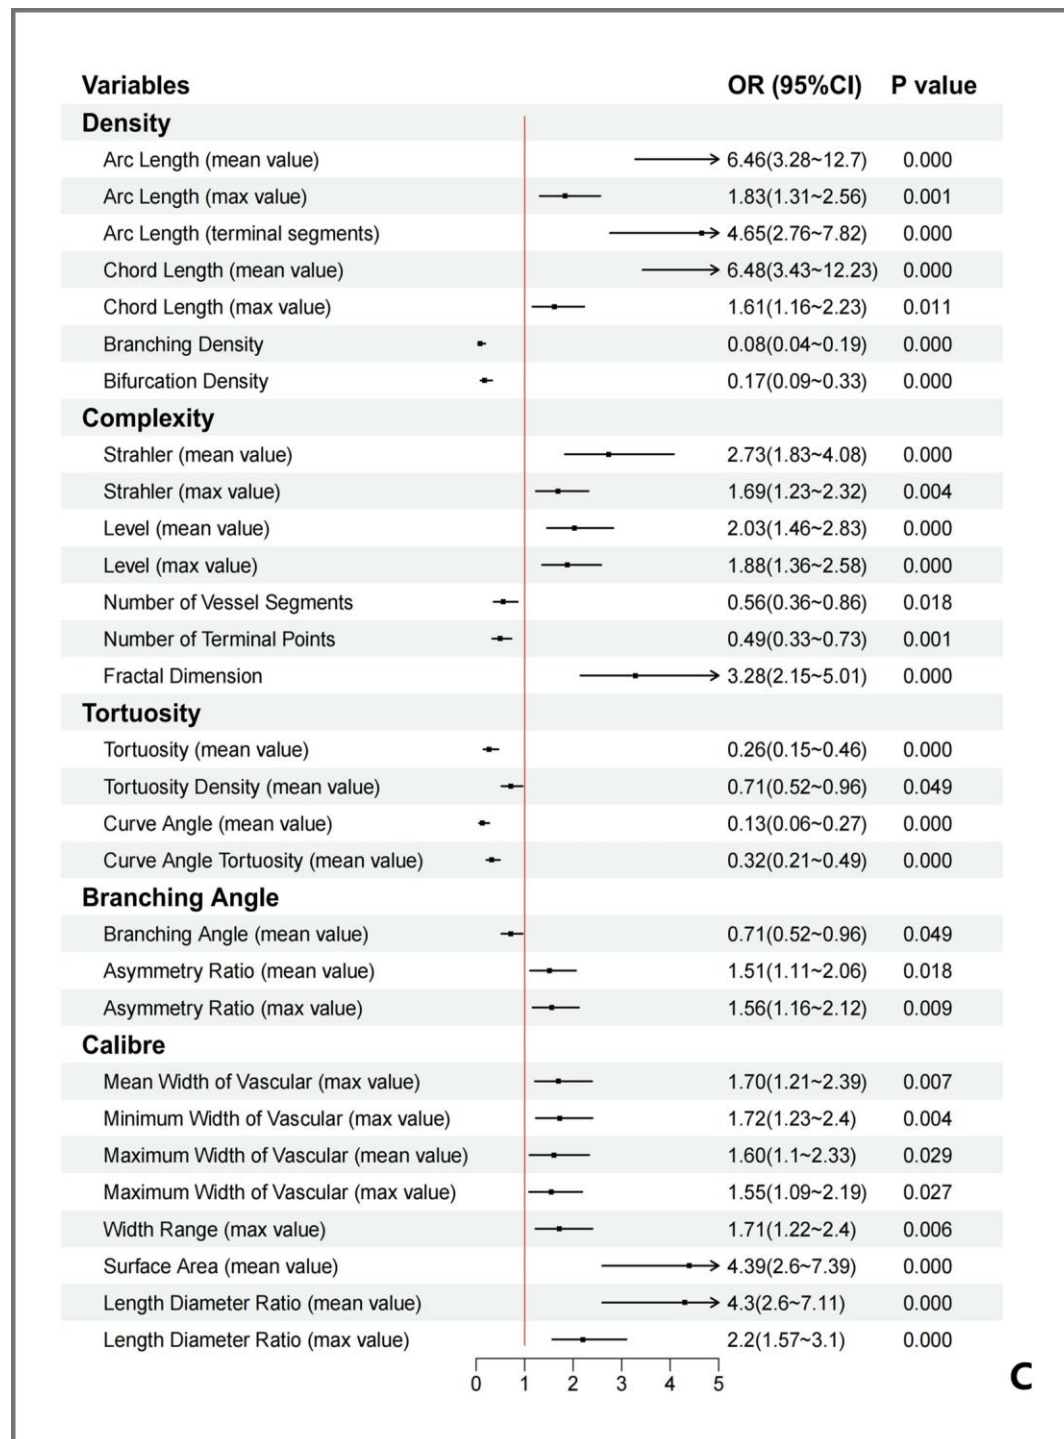 Variables OR (95%CI) P value
Density
Arc Length (mean value) 6.46(3.28~12.7) 0.000
Arc Length (max value) 1.83(1.31~2.56) 0.001
Arc Length (terminal segments) 4.65(2.76~7.82) 0.000
Chord Length (mean value) 6.48(3.43~12.23) 0.000
Chord Length (max value) 1.61(1.16~2.23) 0.011
Branching Density 0.08(0.04~0.19) 0.000
Bifurcation Density 0.17(0.09~0.33) 0.000
Complexity
Strahler (mean value) 2.73(1.83~4.08) 0.000
Strahler (max value) 1.69(1.23~2.32) 0.004
Level (mean value) 2.03(1.46~2.83) 0.000
Level (max value) 1.88(1.36~2.58) 0.000
Number of Vessel Segments 0.56(0.36~0.86) 0.018
Number of Terminal Points 0.49(0.33~0.73) 0.001
Fractal Dimension 3.28(2.15~5.01) 0.000
Tortuosity
Tortuosity (mean value) 0.26(0.15~0.46) 0.000
Tortuosity Density (mean value) 0.71(0.52~0.96) 0.049
Curve Angle (mean value) 0.13(0.06~0.27) 0.000
Curve Angle Tortuosity (mean value) 0.32(0.21~0.49) 0.000
Branching Angle
Branching Angle (mean value) 0.71(0.52~0.96) 0.049
Asymmetry Ratio (mean value) 1.51(1.11~2.06) 0.018
Asymmetry Ratio (max value) 1.56(1.16~2.12) 0.009
Calibre
Mean Width of Vascular (max value) 1.70(1.21~2.39) 0.007
Minimum Width of Vascular (max value) 1.72(1.23~2.4) 0.004
Maximum Width of Vascular (mean value) 1.60(1.1~2.33) 0.029
Maximum Width of Vascular (max value) 1.55(1.09~2.19) 0.027
Width Range (max value) 1.71(1.22~2.4) 0.006
Surface Area (mean value) 4.39(2.6~7.39) 0.000
Length Diameter Ratio (mean value) 4.3(2.6~7.11) 0.000
Length Diameter Ratio (max value) 2.2(1.57~3.1) 0.000
0 1 2 3 4 5
C